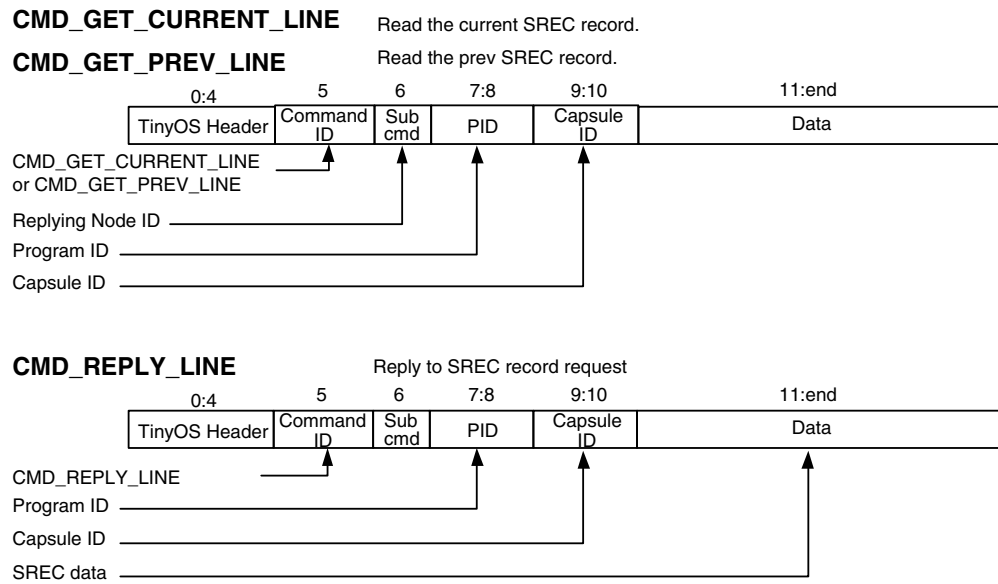 CMD_GET_CURRENT_LINE Read the current SREC record.
CMD_GET_PREV_LINE Read the prev SREC record.
0:4 5 6 7:8 9:10 11:end
TinyOS Header Command ID Sub cmd PID Capsule ID Data
CMD_GET_CURRENT_LINE
or CMD_GET_PREV_LINE
Replying Node ID
Program ID
Capsule ID
CMD_REPLY_LINE Reply to SREC record request
0:4 5 6 7:8 9:10 11:end
TinyOS Header Command ID Sub cmd PID Capsule ID Data
CMD_REPLY_LINE
Program ID
Capsule ID
SREC data